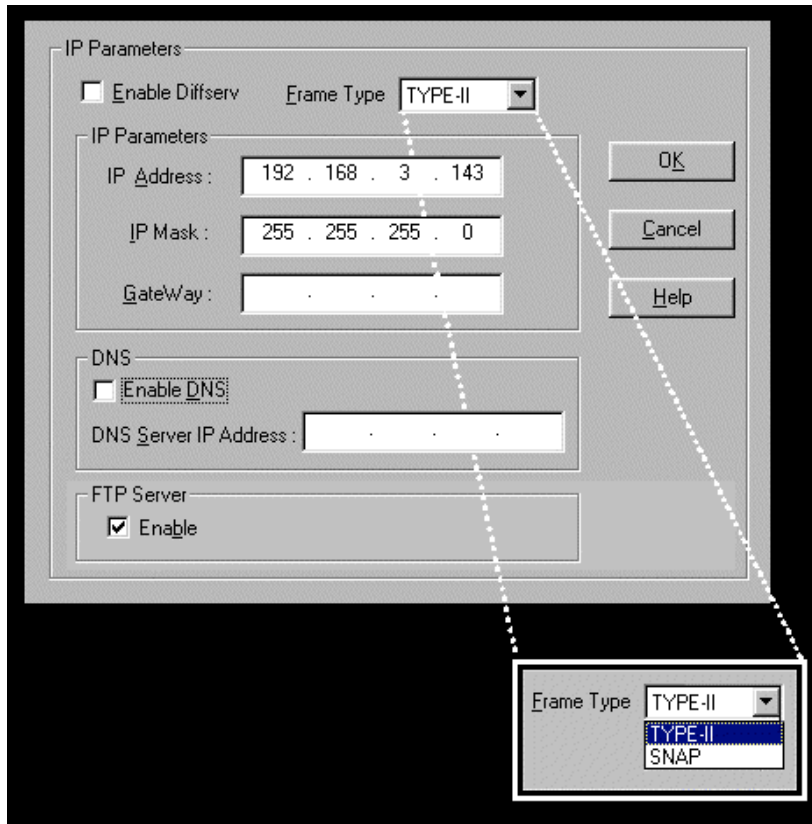 IP Parameters
Enable Diffserv Frame Type TYPE-II
IP Parameters
IP Address : 192 . 168 . 3 . 143
OK
IP Mask : 255 . 255 . 255 . 0
Cancel
GateWay : . . .
Help
DNS
Enable DNS
DNS Server IP Address : . . .
FTP Server
Enable
Frame Type TYPE-II
TYPE-II
SNAP